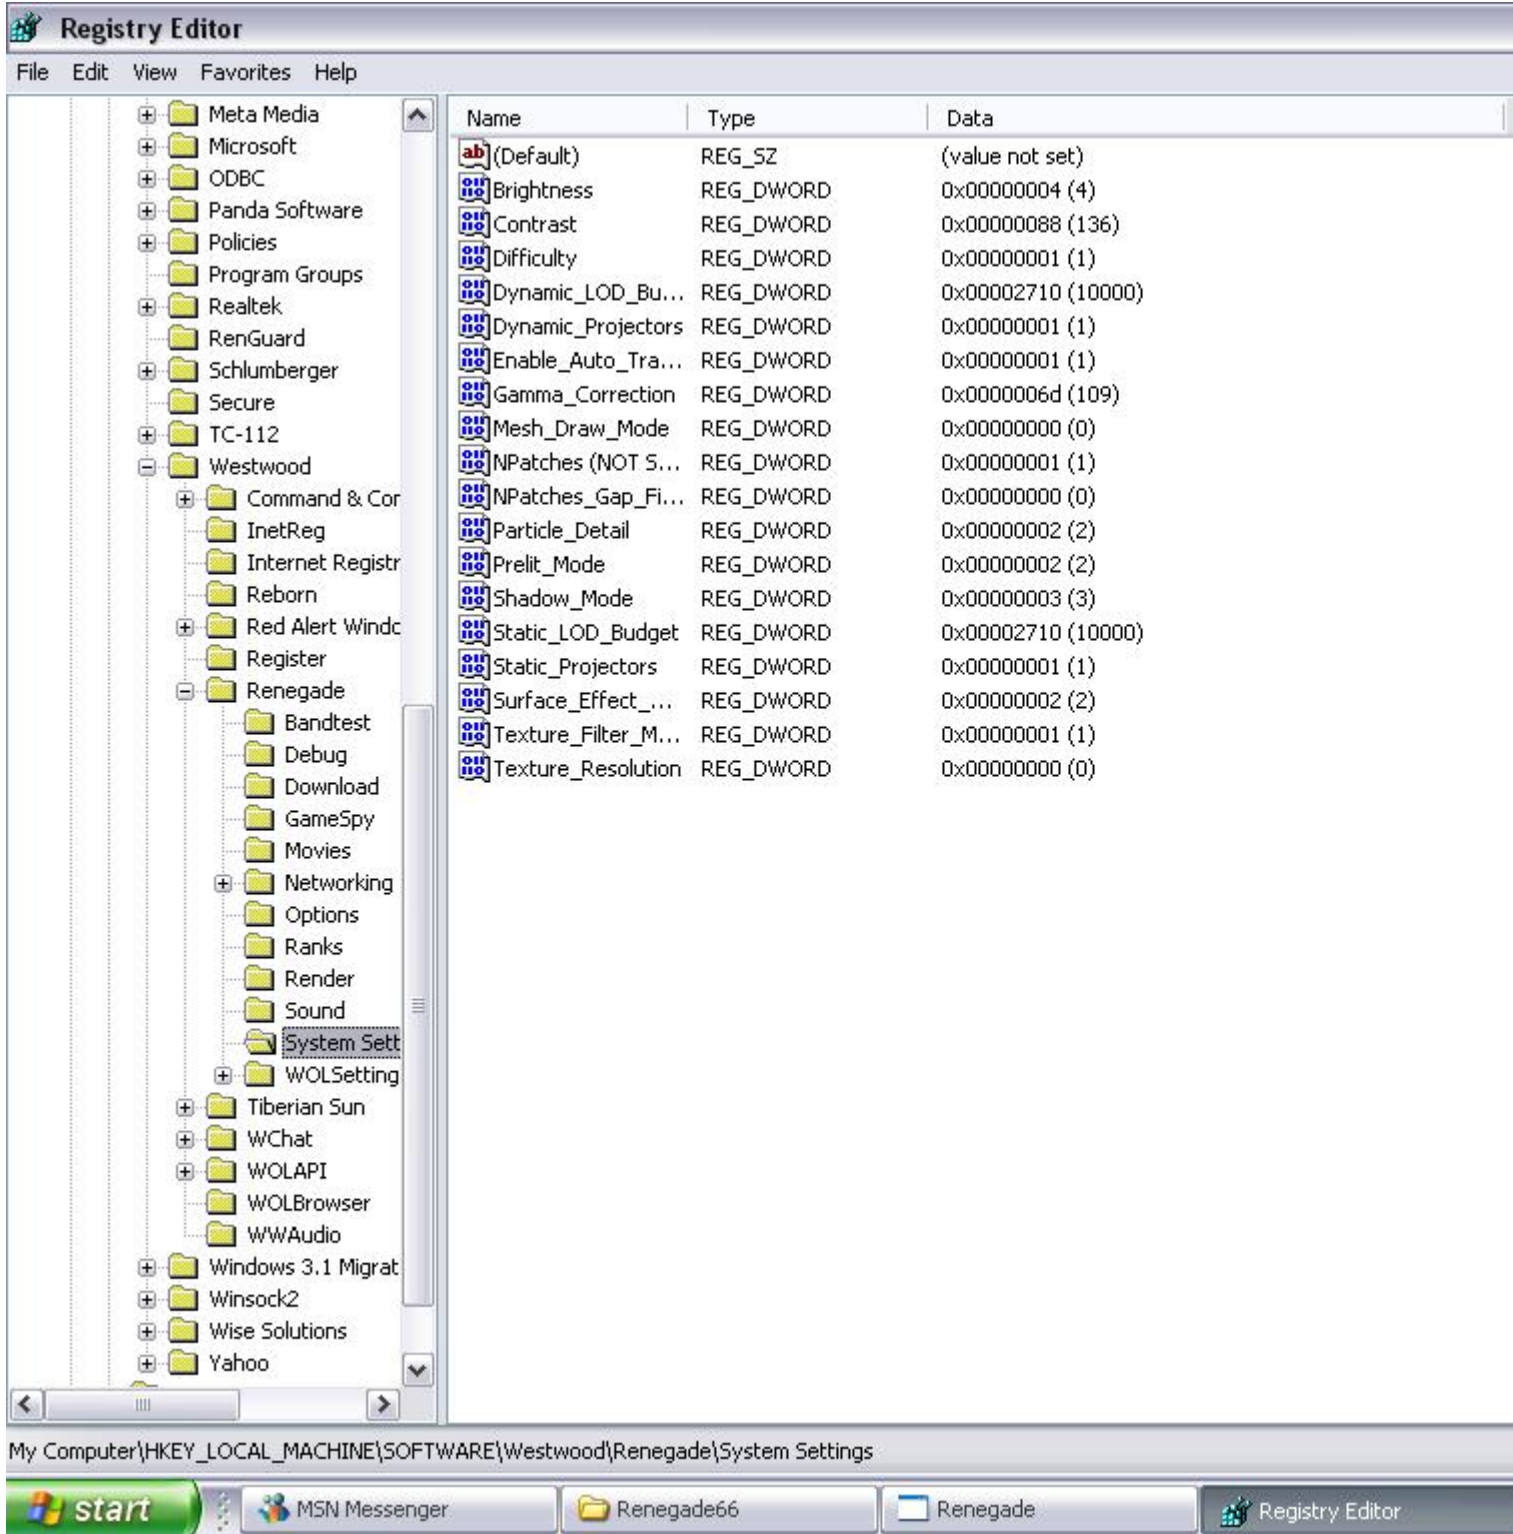 Registry Editor
File Edit View Favorites Help
Meta Media
Microsoft
ODBC
Panda Software
Policies
Program Groups
Realtek
RenGuard
Schlumberger
Secure
TC-112
Westwood
Command & Cor
InetReg
Internet Registr
Reborn
Red Alert Windc
Register
Renegade
Bandtest
Debug
Download
GameSpy
Movies
Networking
Options
Ranks
Render
Sound
System Sett
WOLSetting
Tiberian Sun
WChat
WOLAPI
WOLBrowser
WWAudio
Windows 3.1 Migrat
Winsock2
Wise Solutions
Yahoo
Name Type Data
(Default) REG_SZ (value not set)
Brightness REG_DWORD 0x00000004 (4)
Contrast REG_DWORD 0x00000088 (136)
Difficulty REG_DWORD 0x00000001 (1)
Dynamic_LOD_Bu... REG_DWORD 0x00002710 (10000)
Dynamic_Projectors REG_DWORD 0x00000001 (1)
Enable_Auto_Tra... REG_DWORD 0x00000001 (1)
Gamma_Correction REG_DWORD 0x0000006d (109)
Mesh_Draw_Mode REG_DWORD 0x00000000 (0)
NPatches (NOT S... REG_DWORD 0x00000001 (1)
NPatches_Gap_Fi... REG_DWORD 0x00000000 (0)
Particle_Detail REG_DWORD 0x00000002 (2)
Prelit_Mode REG_DWORD 0x00000002 (2)
Shadow_Mode REG_DWORD 0x00000003 (3)
Static_LOD_Budget REG_DWORD 0x00002710 (10000)
Static_Projectors REG_DWORD 0x00000001 (1)
Surface_Effect_... REG_DWORD 0x00000002 (2)
Texture_Filter_M... REG_DWORD 0x00000001 (1)
Texture_Resolution REG_DWORD 0x00000000 (0)
My Computer\HKEY_LOCAL_MACHINE\SOFTWARE\Westwood\Renegade\System Settings
start MSN Messenger Renegade66 Renegade Registry Editor